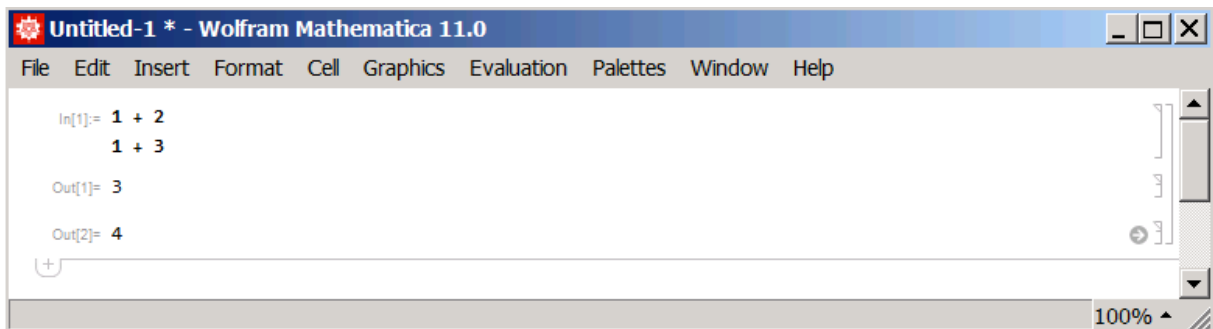 Untitled-1 * - Wolfram Mathematica 11.0
File Edit Insert Format Cell Graphics Evaluation Palettes Window Help
In[1]:= 1 + 2
1 + 3
Out[1]= 3
Out[2]= 4
100%